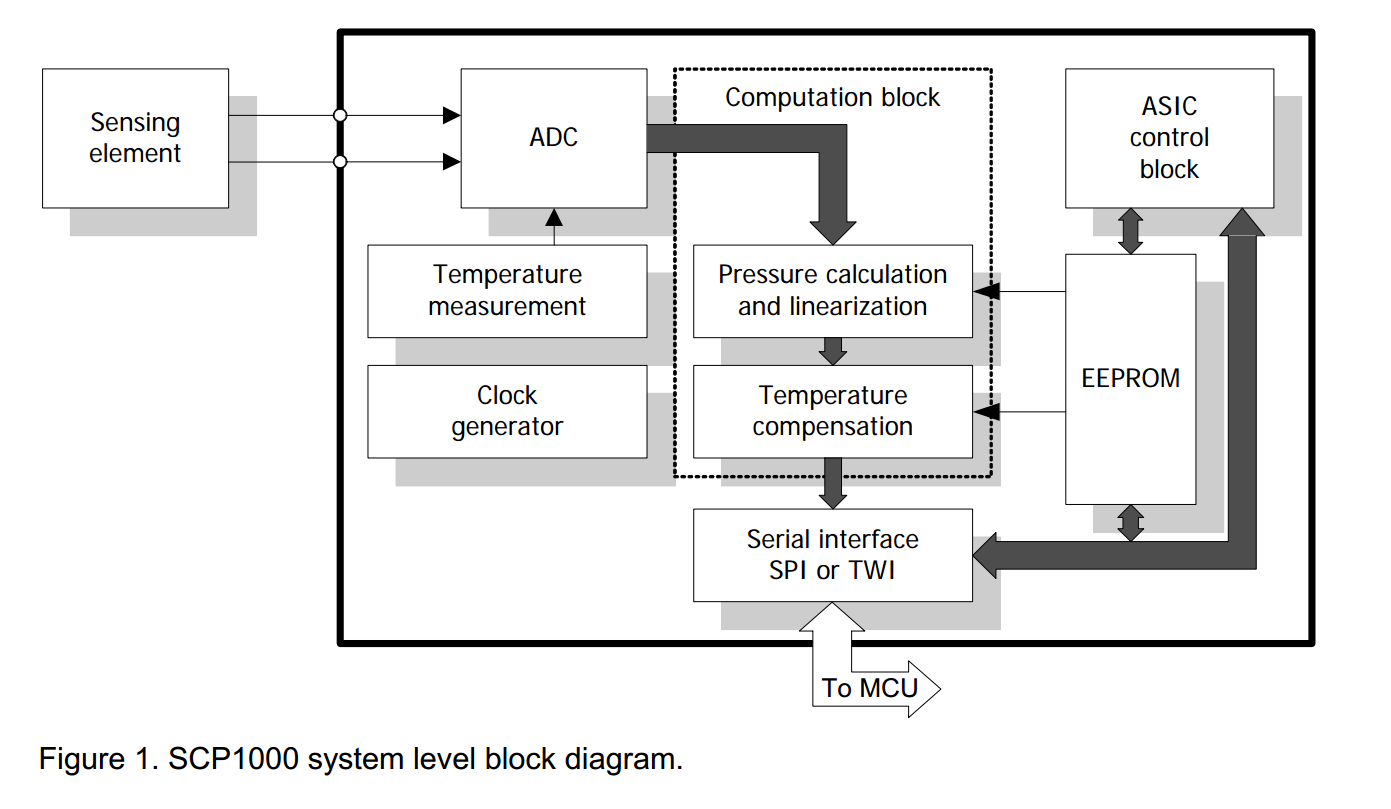 Sensing
element
ADC
Computation block
ASIC
control
block
Temperature
measurement
Pressure calculation
and linearization
Clock
generator
Temperature
compensation
EEPROM
Serial interface
SPI or TWI
To MCU
Figure 1. SCP1000 system level block diagram.